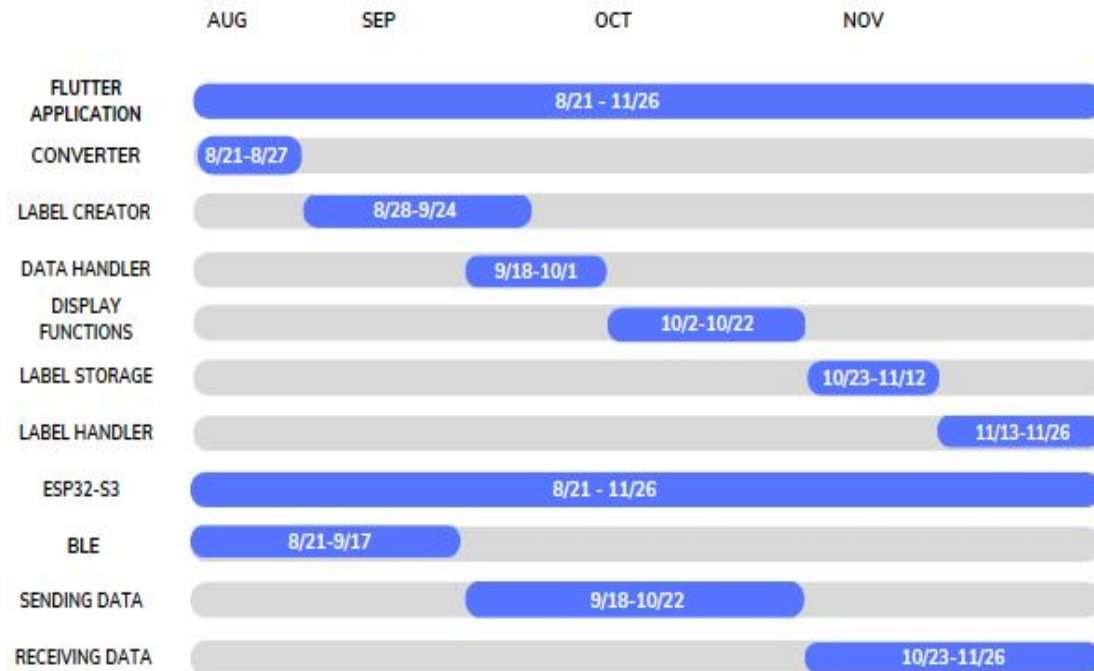 AUG SEP OCT NOV
FLUTTER
APPLICATION
8/21 - 11/26
CONVERTER
8/21-8/27
LABEL CREATOR
8/28-9/24
DATA HANDLER
9/18-10/1
DISPLAY
FUNCTIONS
10/2-10/22
LABEL STORAGE
10/23-11/12
LABEL HANDLER
11/13-11/26
ESP32-S3
8/21 - 11/26
BLE
8/21-9/17
SENDING DATA
9/18-10/22
RECEIVING DATA
10/23-11/26